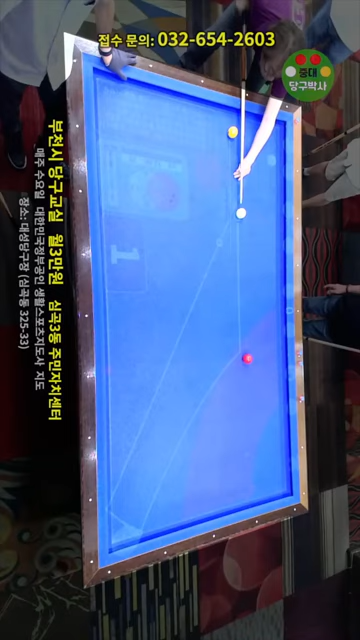 접수 문의: 032-654-2603
중대
당구박사
부천시 당구교실 월3만원 심곡3동 주민자치센터
매주 수요일 대한민국정부공인 생활스포츠지도사 지도
장소: 대성당구장 (심곡동 325-33)
1